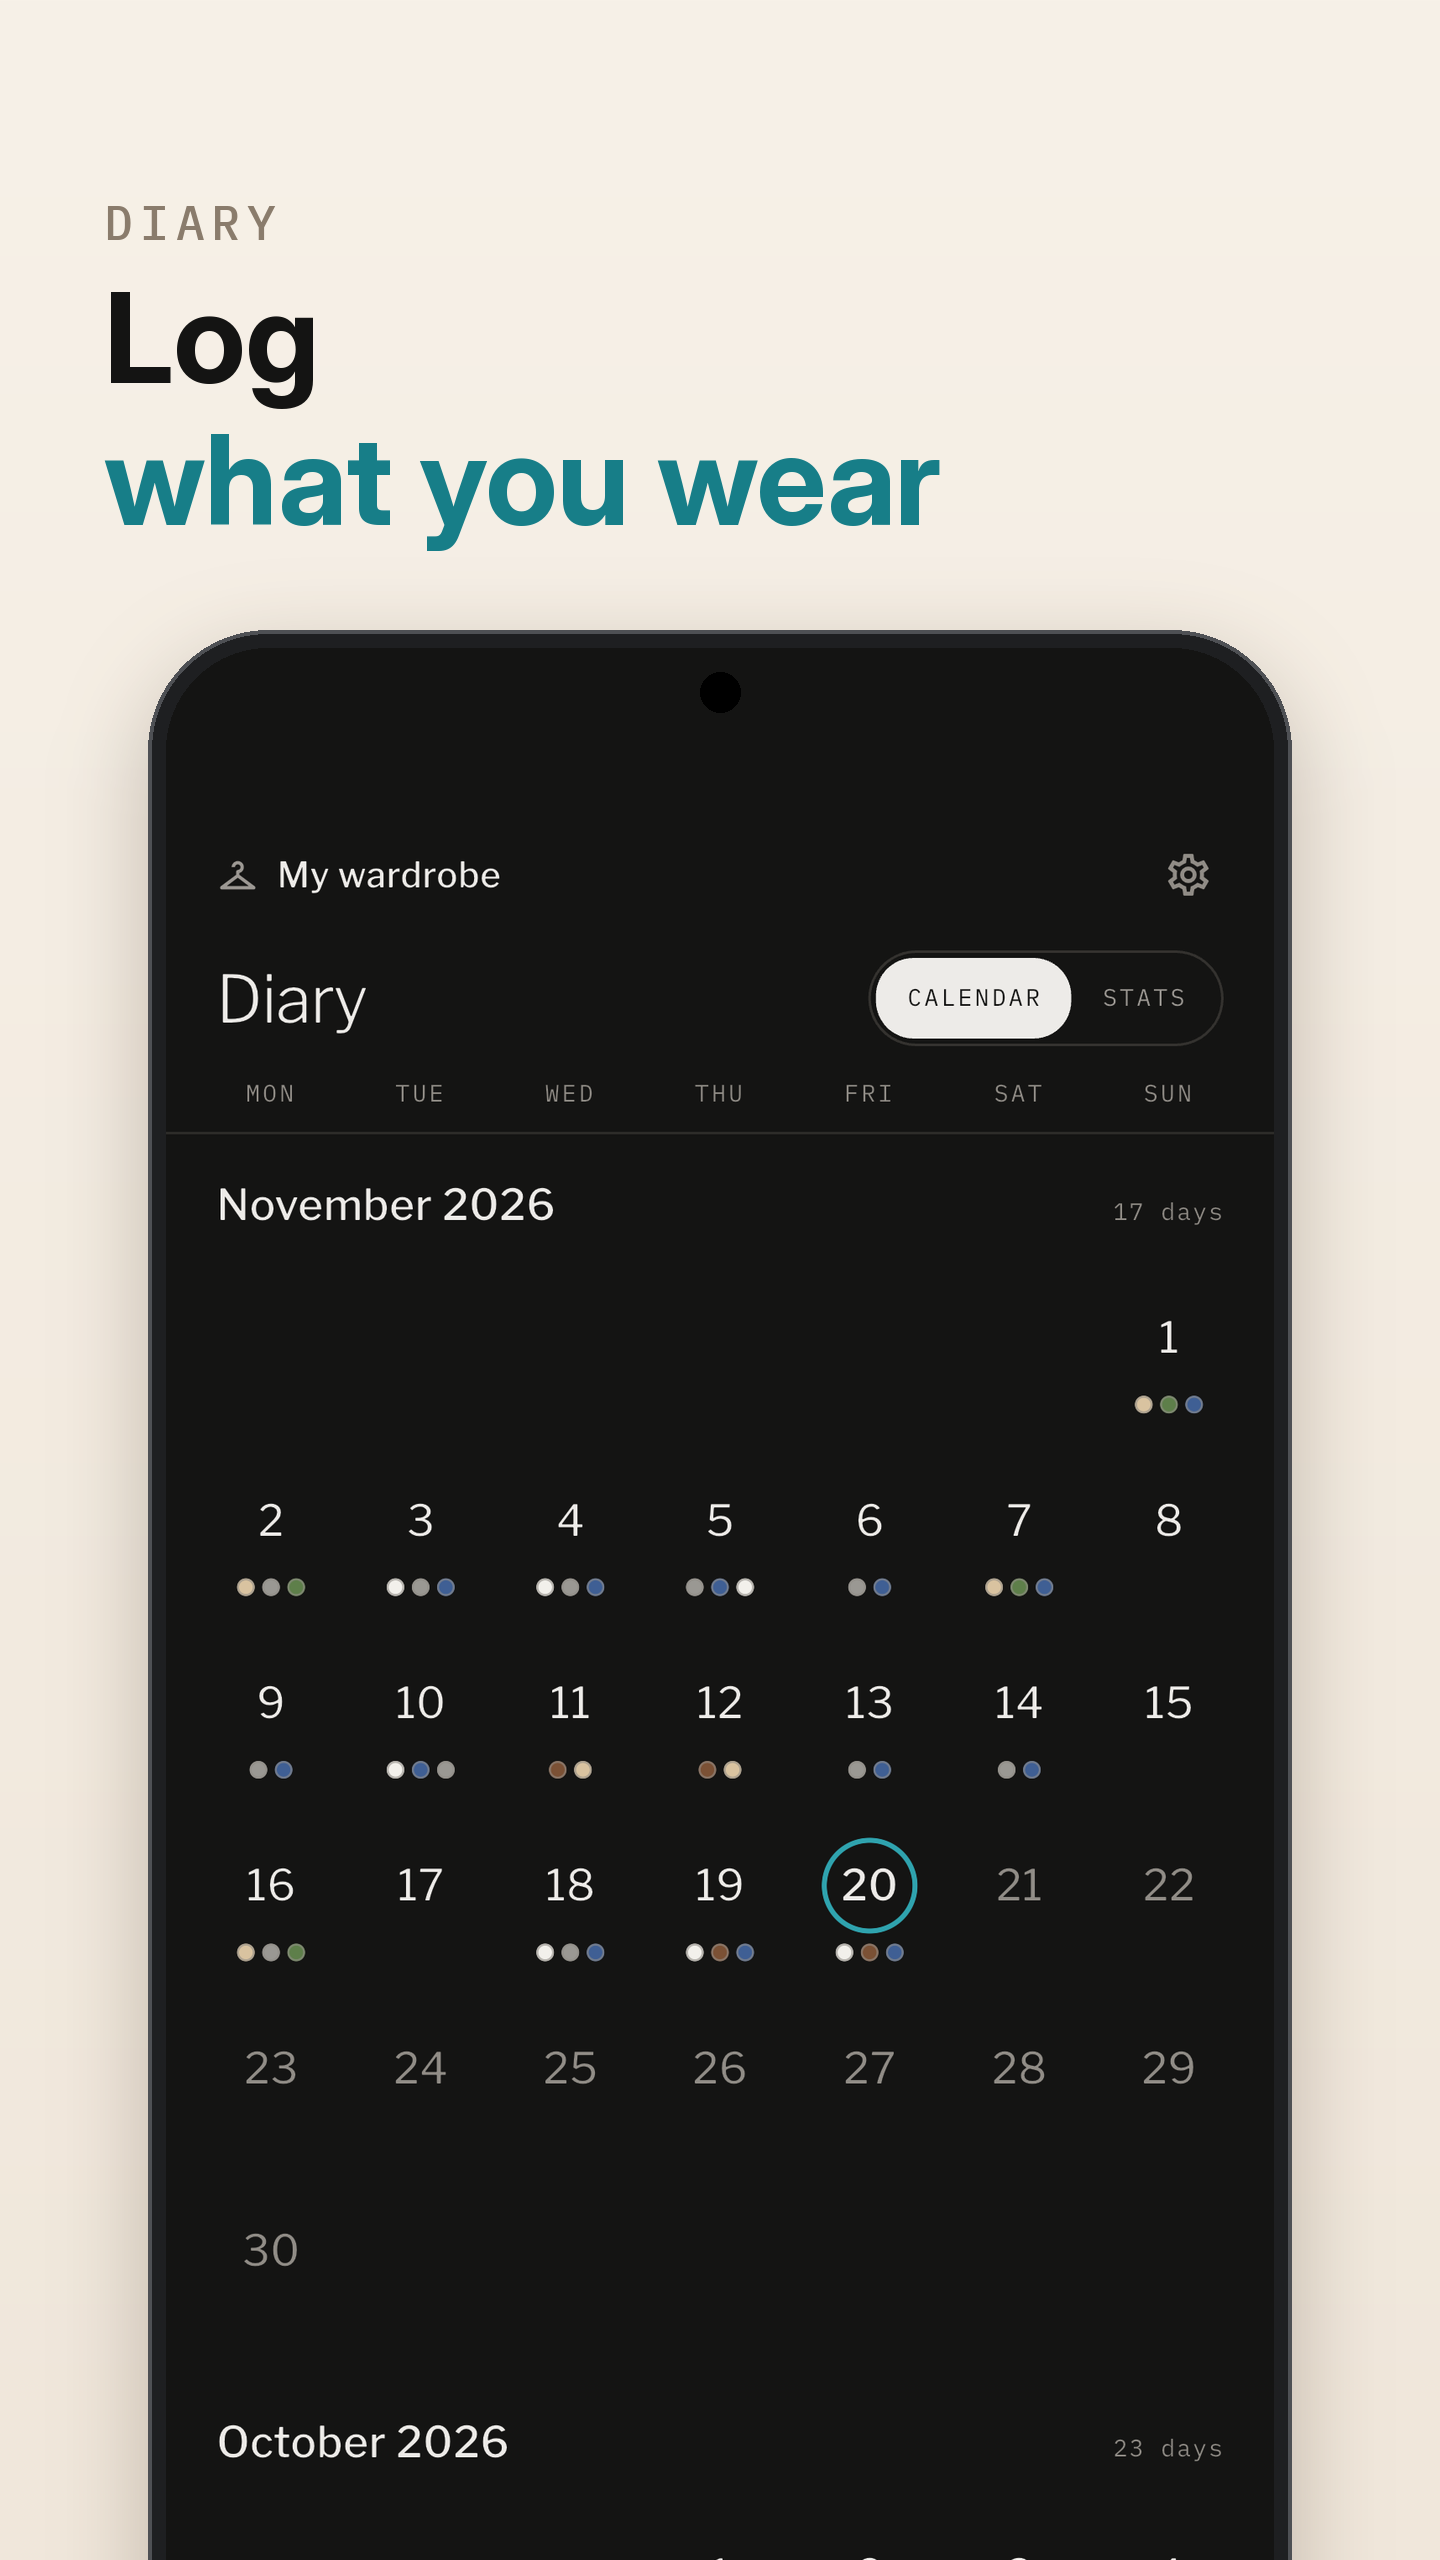 DIARY
Log
what you wear
My wardrobe
Diary
CALENDAR STATS
MON TUE WED THU FRI SAT SUN
November 2026 17 days
1
2 3 4 5 6 7 8
9 10 11 12 13 14 15
16 17 18 19 20 21 22
23 24 25 26 27 28 29
30
October 2026 23 days